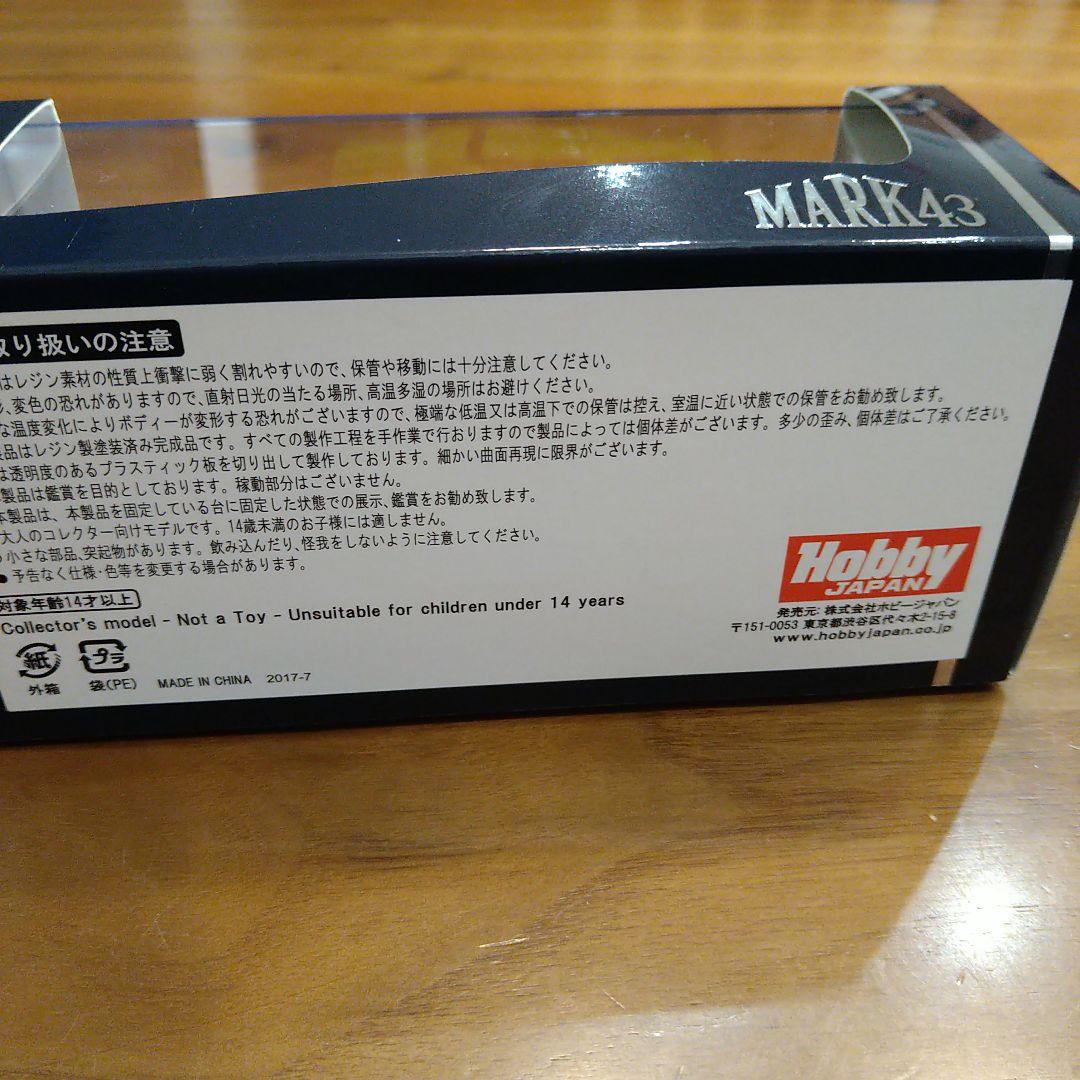 MARK43
取り扱いの注意
はレジン素材の性質上衝撃に弱く割れやすいので、保管や移動には十分注意してください。
、変色の恐れがありますので、直射日光の当たる場所、高温多湿の場所はお避けください。
な温度変化によりボディーが変形する恐れがございますので、極端な低温又は高温下での保管は控え、室温に近い状態での保管をお勧め致します。
製品はレジン製塗装済み完成品です。すべての製作工程を手作業で行おりますので製品によっては個体差がございます。多少の歪み、個体差はご了承ください。
は透明度のあるプラスティック板を切り出して製作しております。細かい曲面再現に限界がございます。
製品は鑑賞を目的としております。稼動部分はございません。
本製品は、本製品を固定している台に固定した状態での展示、鑑賞をお勧め致します。
大人のコレクター向けモデルです。14歳未満のお子様には適しません。
小さな部品、突起物があります。飲み込んだり、怪我をしないように注意してください。
● 予告なく仕様・色等を変更する場合があります。
対象年齢14才以上
Collector's model - Not a Toy - Unsuitable for children under 14 years
紙 プラ
外箱 袋(PE) MADE IN CHINA 2017-7
Hobby
JAPAN
発売元: 株式会社ホビージャパン
〒151-0053 東京都渋谷区代々木2-15-8
www.hobbyjapan.co.jp